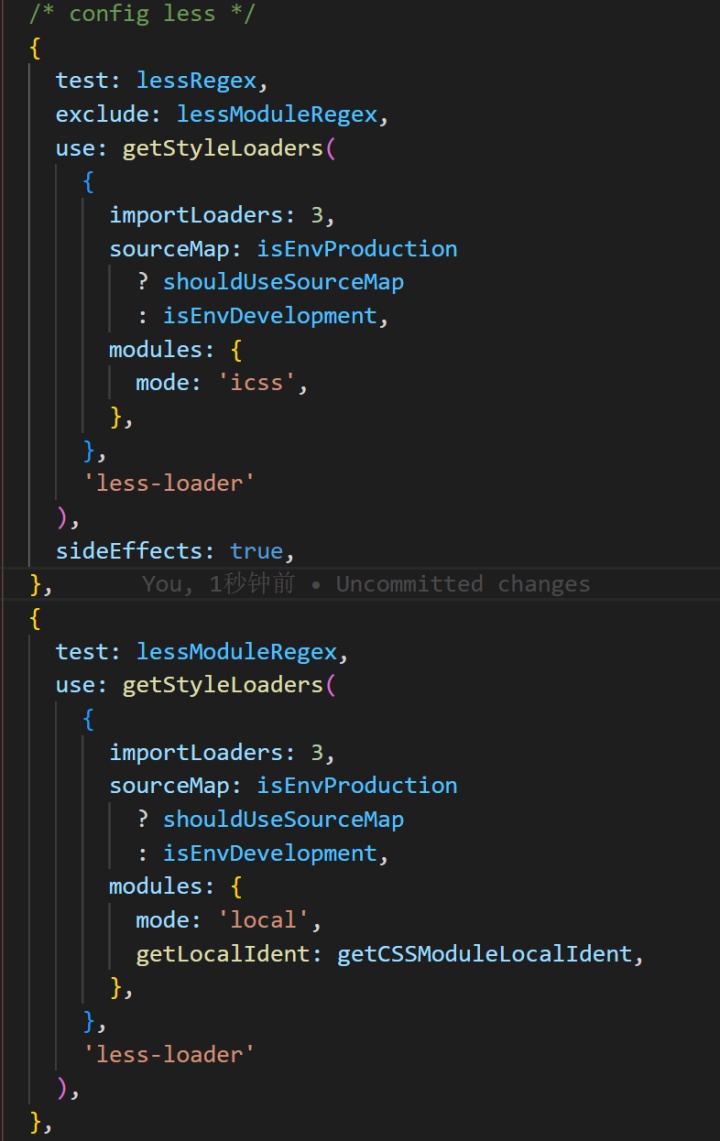 /* config less */
{
test: lessRegex,
exclude: lessModuleRegex,
use: getStyleLoaders(
{
importLoaders: 3,
sourceMap: isEnvProduction
? shouldUseSourceMap
: isEnvDevelopment,
modules: {
mode: 'icss',
},
},
'less-loader'
),
sideEffects: true,
}, You, 1秒钟前 • Uncommitted changes
{
test: lessModuleRegex,
use: getStyleLoaders(
{
importLoaders: 3,
sourceMap: isEnvProduction
? shouldUseSourceMap
: isEnvDevelopment,
modules: {
mode: 'local',
getLocalIdent: getCSSModuleLocalIdent,
},
},
'less-loader'
),
},